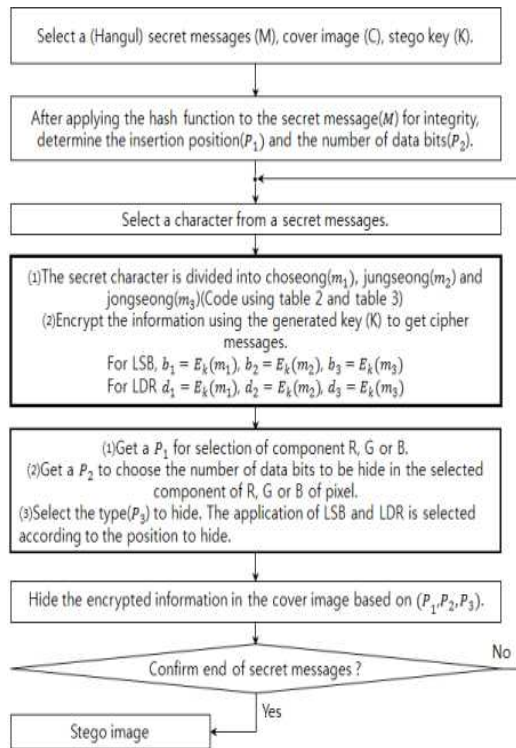 Select a (Hangul) secret messages (M), cover image (C), stego key (K).
After applying the hash function to the secret message(M) for integrity,
determine the insertion position(P₁) and the number of data bits(P₂).
Select a character from a secret messages.
(1)The secret character is divided into choseong(m₁), jungseong(m₂) and
jongseong(m₃)(Code using table 2 and table 3)
(2)Encrypt the information using the generated key (K) to get cipher
messages.
For LSB, b₁ = Eₖ(m₁), b₂ = Eₖ(m₂), b₃ = Eₖ(m₃)
For LDR d₁ = Eₖ(m₁), d₂ = Eₖ(m₂), d₃ = Eₖ(m₃)
(1)Get a P₁ for selection of component R, G or B.
(2)Get a P₂ to choose the number of data bits to be hide in the selected
component of R, G or B of pixel.
(3)Select the type(P₃) to hide. The application of LSB and LDR is selected
according to the position to hide.
Hide the encrypted information in the cover image based on (P₁,P₂,P₃).
Confirm end of secret messages ?
No
Yes
Stego image